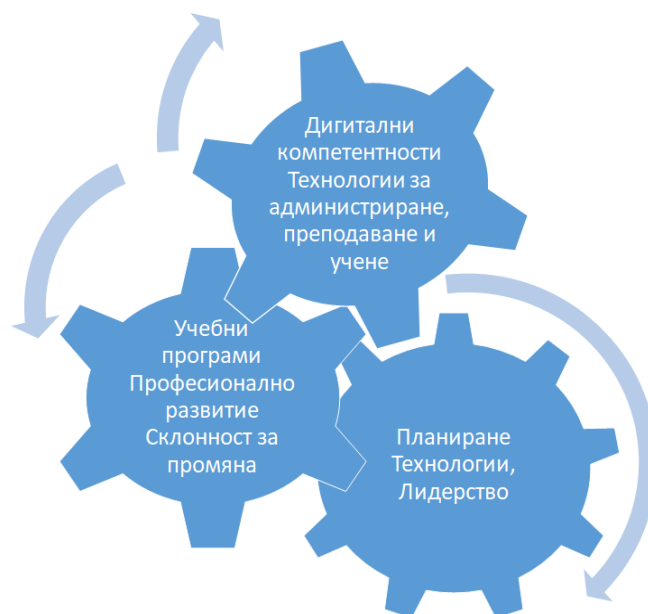 Дигитални
компетентности
Технологии за
администриране,
преподаване и
учене
Учебни
програми
Професионално
развитие
Склонност за
промяна
Планиране
Технологии,
Лидерство